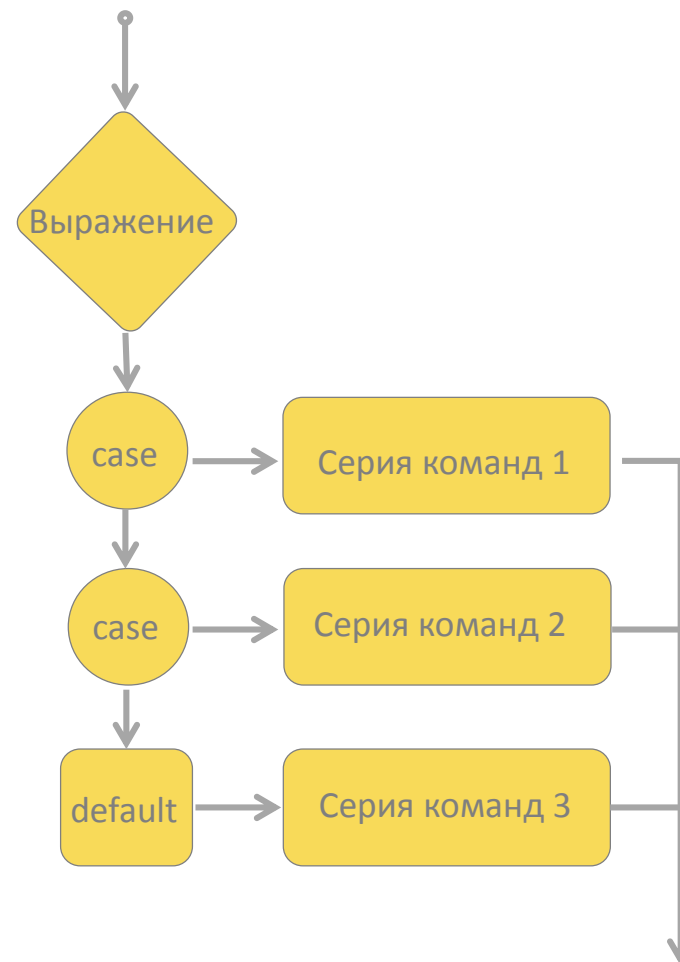 Выражение
case
Серия команд 1
case
Серия команд 2
default
Серия команд 3